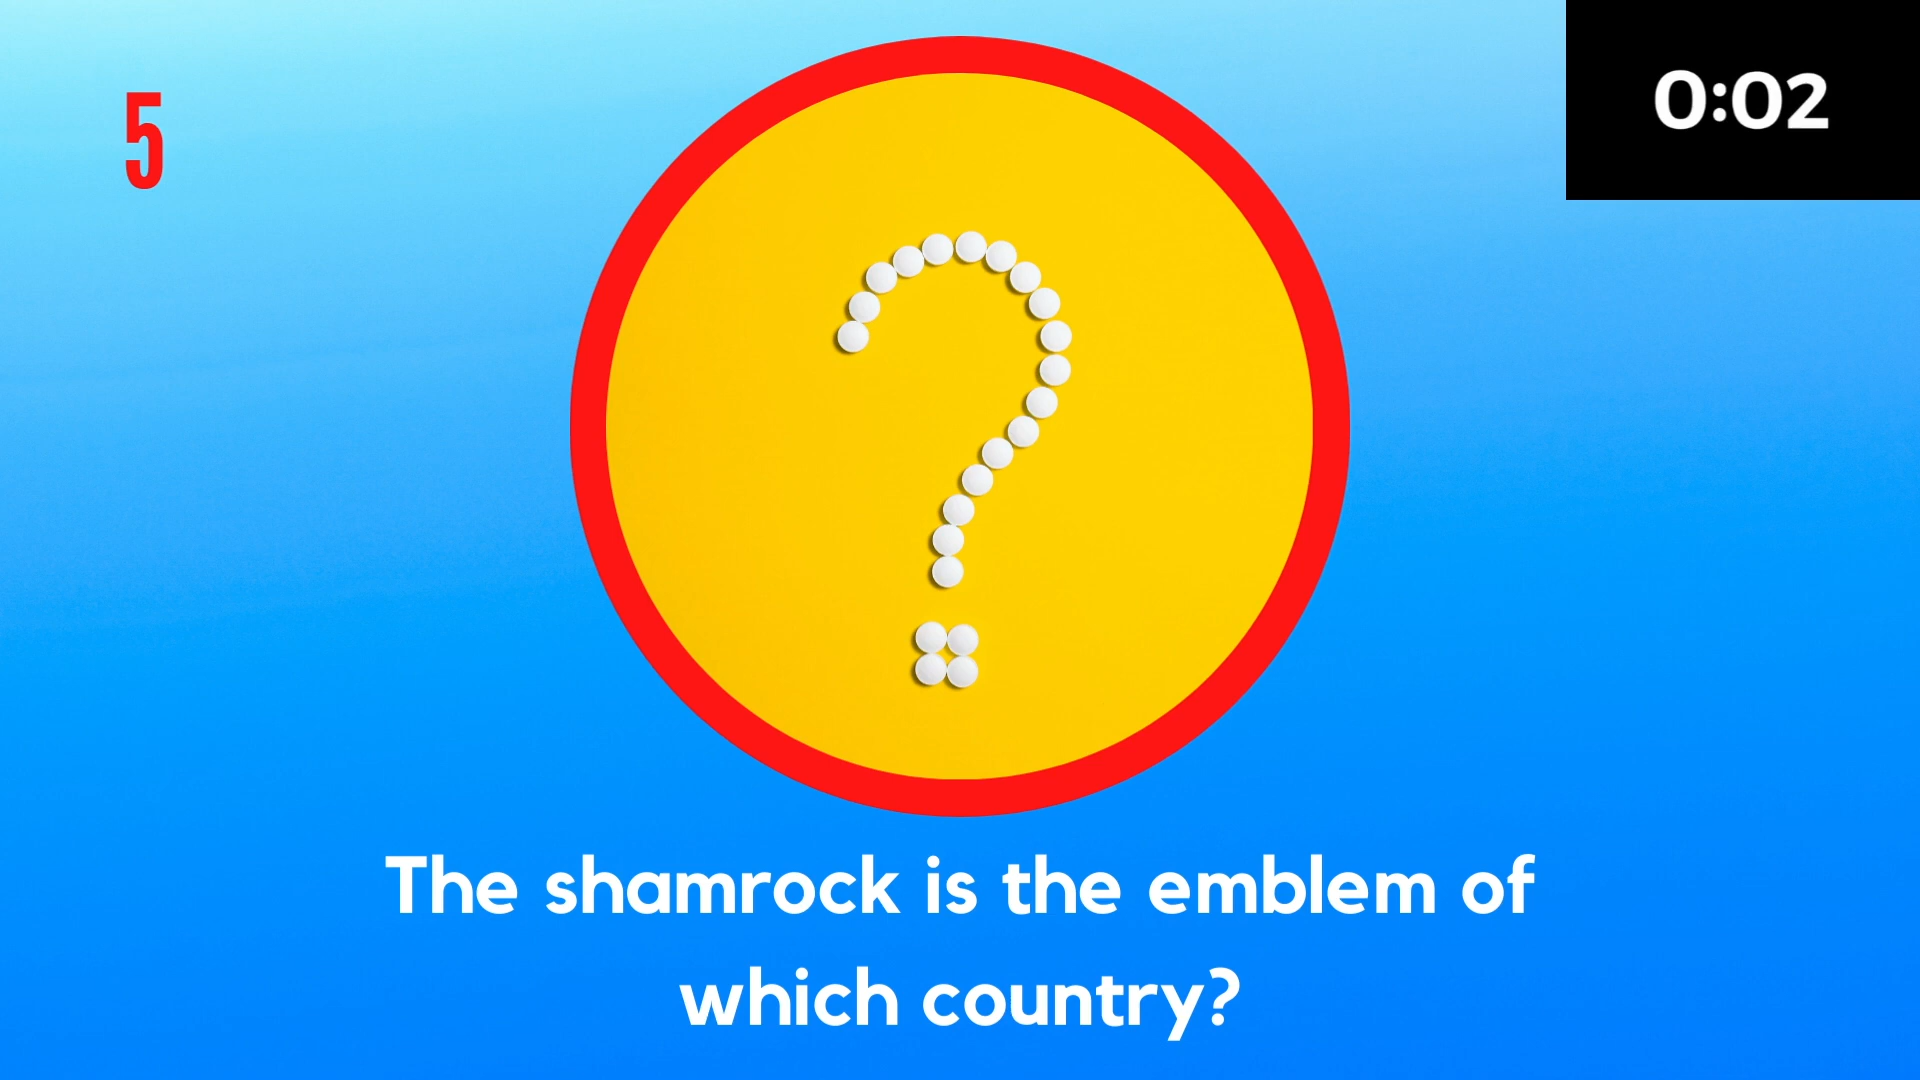 5
0:02
The shamrock is the emblem of
which country?